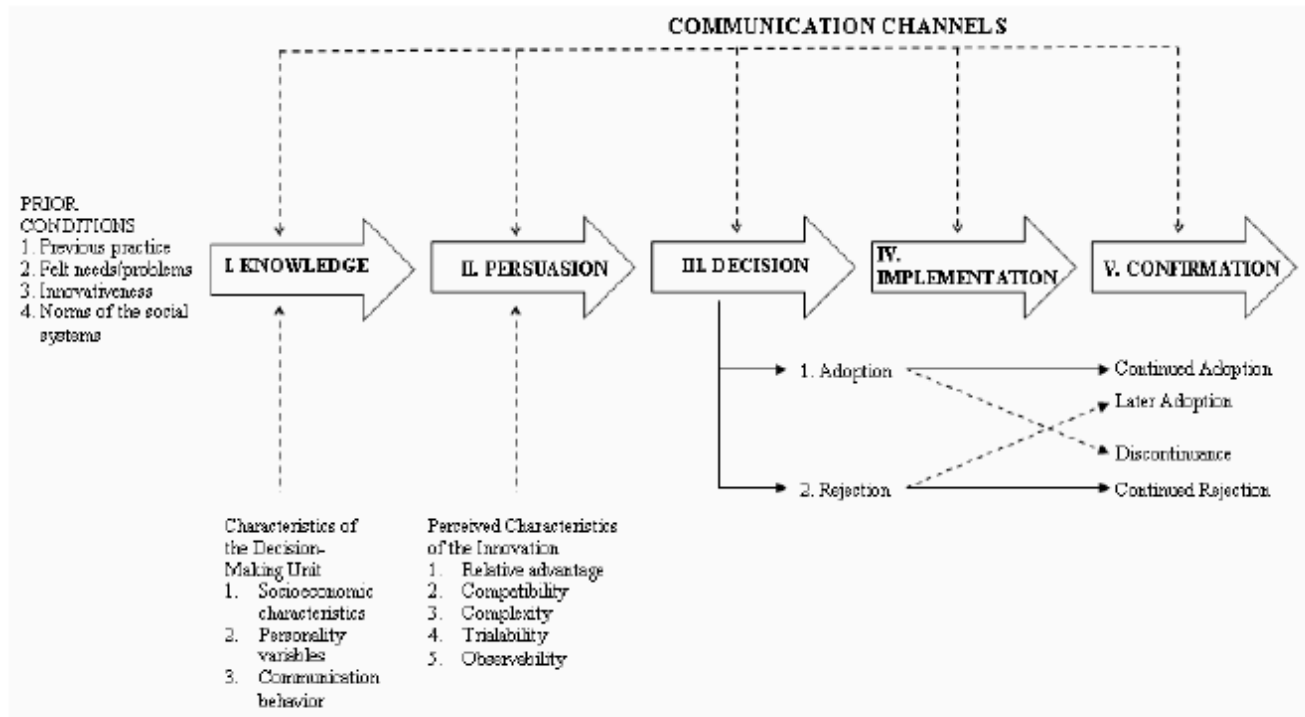 COMMUNICATION CHANNELS
PRIOR
CONDITIONS
1. Previous practice
2. Felt needs/problems
3. Innovativeness
4. Norms of the social
systems
I. KNOWLEDGE
II. PERSUASION
III. DECISION
IV.
IMPLEMENTATION
V. CONFIRMATION
1. Adoption
Continued Adoption
Later Adoption
Discontinuance
2. Rejection
Continued Rejection
Characteristics of
the Decision-
Making Unit
1. Socioeconomic
characteristics
2. Personality
variables
3. Communication
behavior
Perceived Characteristics
of the Innovation
1. Relative advantage
2. Compatibility
3. Complexity
4. Trialability
5. Observability